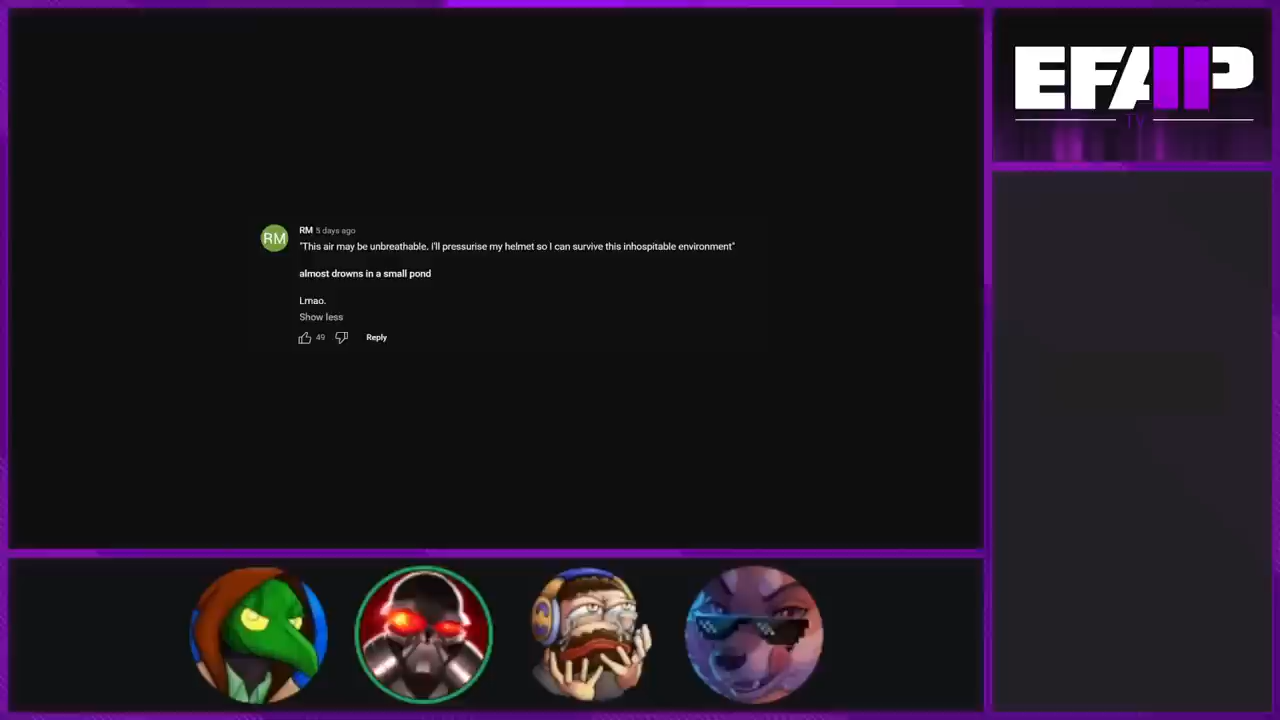 EFAP
TV
RM
RM 5 days ago
"This air may be unbreathable. I'll pressurise my helmet so I can survive this inhospitable environment"
almost drowns in a small pond
Lmao.
Show less
49
Reply